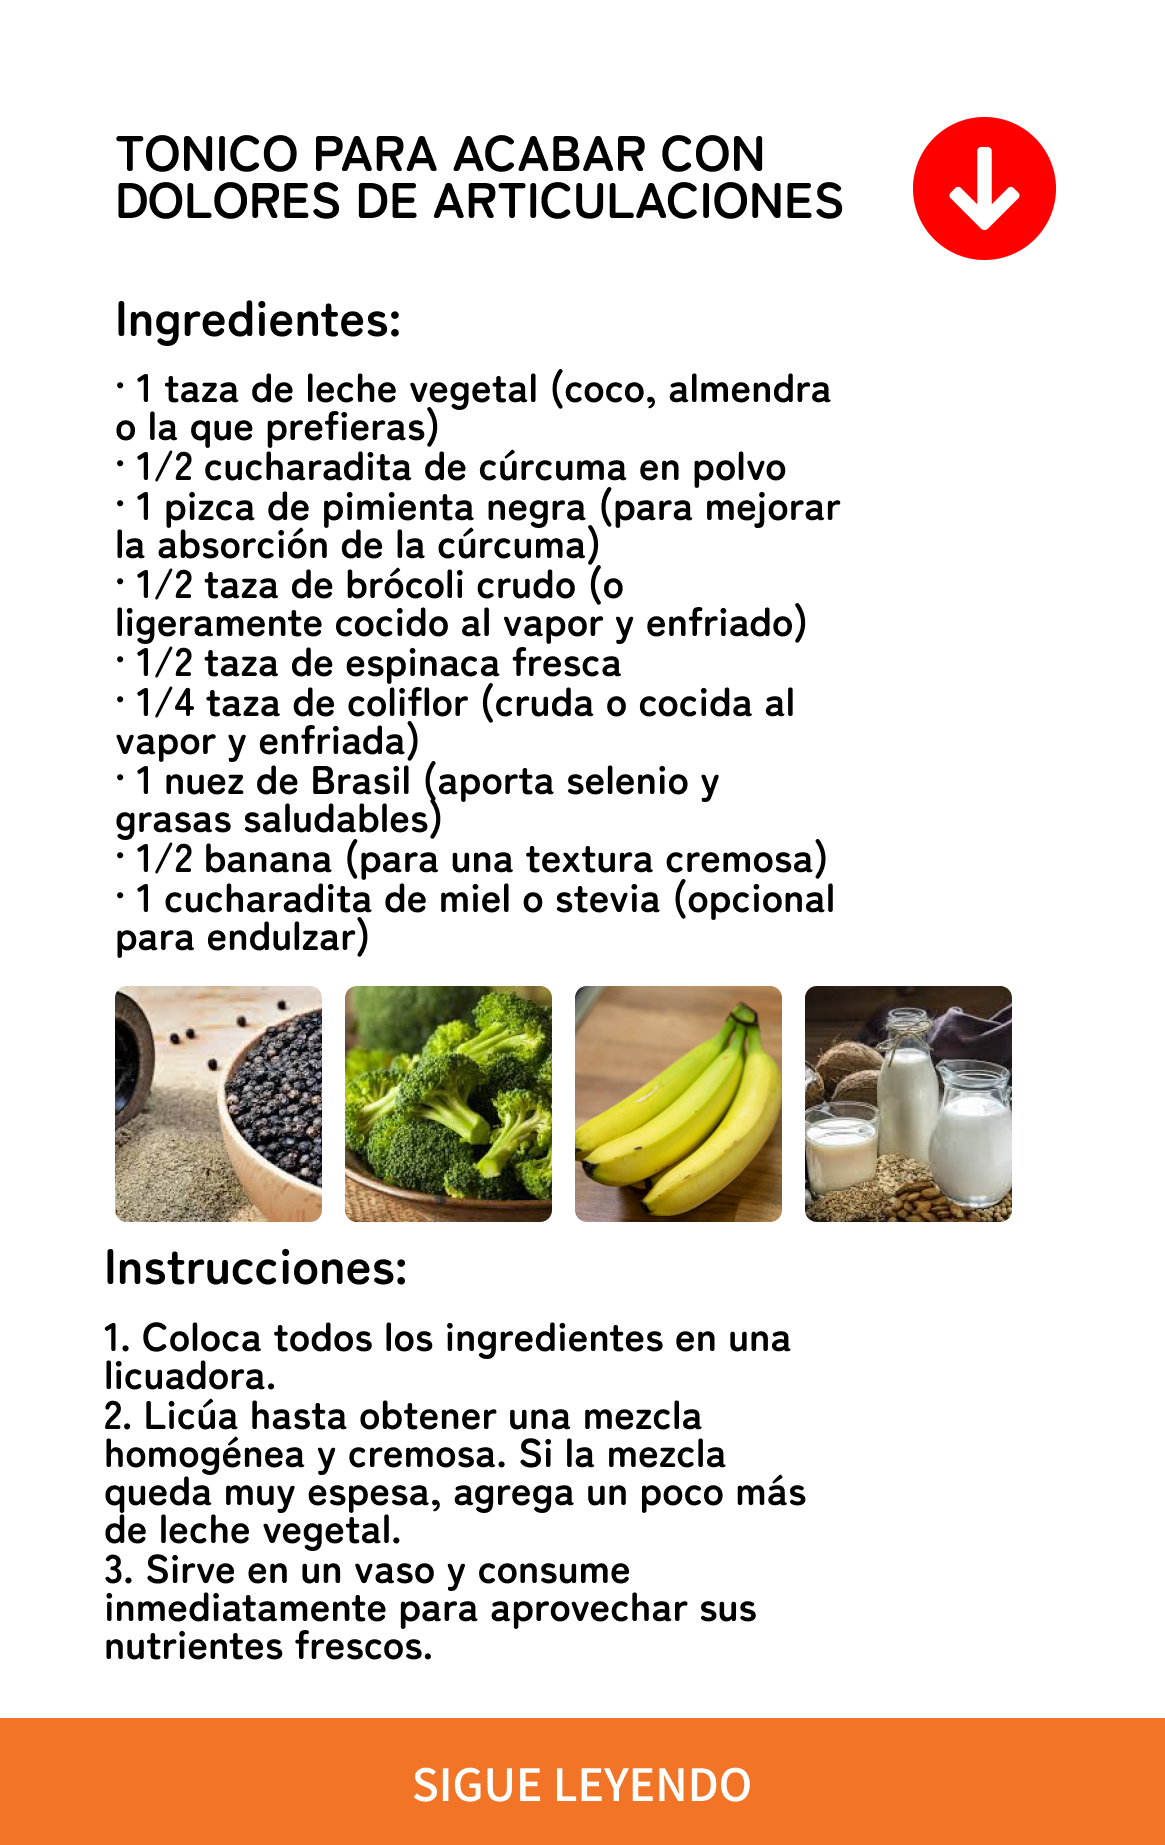 TONICO PARA ACABAR CON
DOLORES DE ARTICULACIONES
Ingredientes:
· 1 taza de leche vegetal (coco, almendra
o la que prefieras)
· 1/2 cucharadita de cúrcuma en polvo
· 1 pizca de pimienta negra (para mejorar
la absorción de la cúrcuma)
· 1/2 taza de brócoli crudo (o
ligeramente cocido al vapor y enfriado)
· 1/2 taza de espinaca fresca
· 1/4 taza de coliflor (cruda o cocida al
vapor y enfriada)
· 1 nuez de Brasil (aporta selenio y
grasas saludables)
· 1/2 banana (para una textura cremosa)
· 1 cucharadita de miel o stevia (opcional
para endulzar)
Instrucciones:
1. Coloca todos los ingredientes en una
licuadora.
2. Licúa hasta obtener una mezcla
homogénea y cremosa. Si la mezcla
queda muy espesa, agrega un poco más
de leche vegetal.
3. Sirve en un vaso y consume
inmediatamente para aprovechar sus
nutrientes frescos.
SIGUE LEYENDO